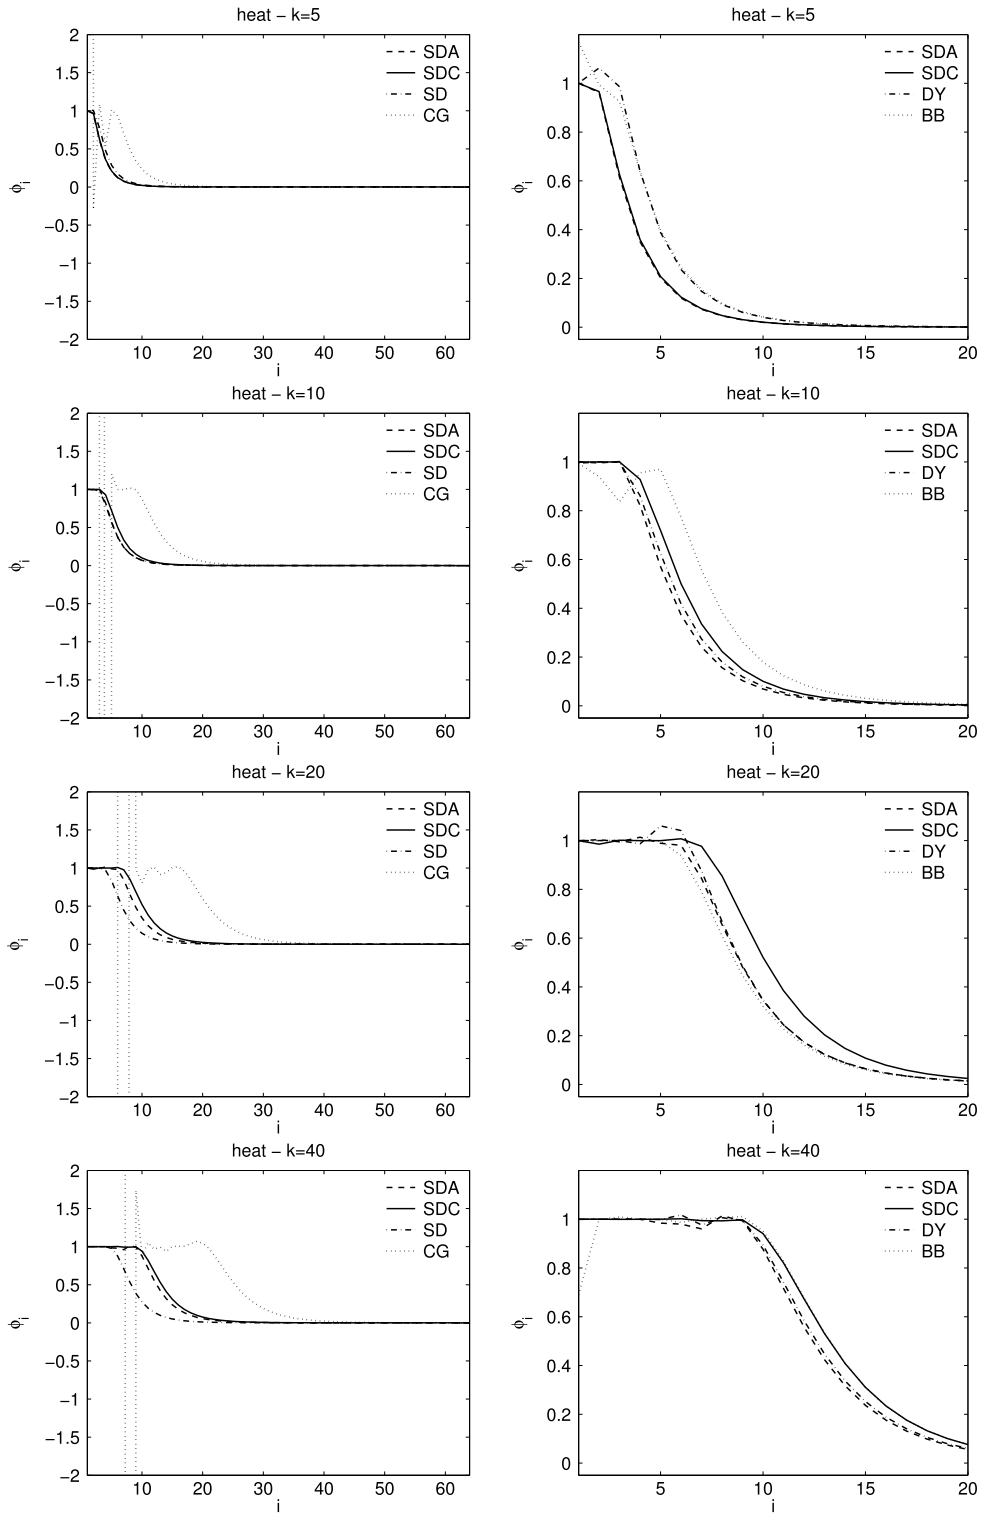 heat − k=5
2
1.5
1
0.5
0
−0.5
−1
−1.5
−2
ϕi
10 20 30 40 50 60
i
SDA
SDC
SD
CG
heat − k=5
1
0.8
0.6
0.4
0.2
0
ϕi
5 10 15 20
i
SDA
SDC
DY
BB
heat − k=10
2
1.5
1
0.5
0
−0.5
−1
−1.5
−2
ϕi
10 20 30 40 50 60
i
SDA
SDC
SD
CG
heat − k=10
1
0.8
0.6
0.4
0.2
0
ϕi
5 10 15 20
i
SDA
SDC
DY
BB
heat − k=20
2
1.5
1
0.5
0
−0.5
−1
−1.5
−2
ϕi
10 20 30 40 50 60
i
SDA
SDC
SD
CG
heat − k=20
1
0.8
0.6
0.4
0.2
0
ϕi
5 10 15 20
i
SDA
SDC
DY
BB
heat − k=40
2
1.5
1
0.5
0
−0.5
−1
−1.5
−2
ϕi
10 20 30 40 50 60
i
SDA
SDC
SD
CG
heat − k=40
1
0.8
0.6
0.4
0.2
0
ϕi
5 10 15 20
i
SDA
SDC
DY
BB